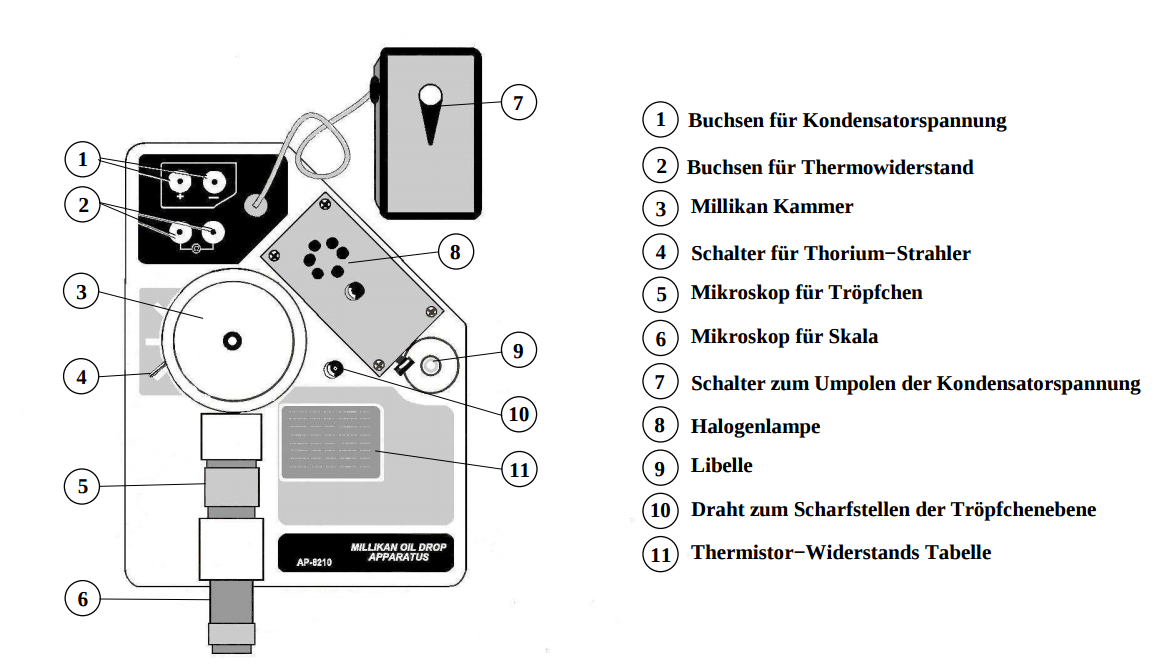 1
2
3
4
5
6
7
8
9
10
11
+ −
MILLIKAN OIL DROP
APPARATUS
AP-8210
1 Buchsen für Kondensatorspannung
2 Buchsen für Thermowiderstand
3 Millikan Kammer
4 Schalter für Thorium−Strahler
5 Mikroskop für Tröpfchen
6 Mikroskop für Skala
7 Schalter zum Umpolen der Kondensatorspannung
8 Halogenlampe
9 Libelle
10 Draht zum Scharfstellen der Tröpfchenebene
11 Thermistor−Widerstands Tabelle